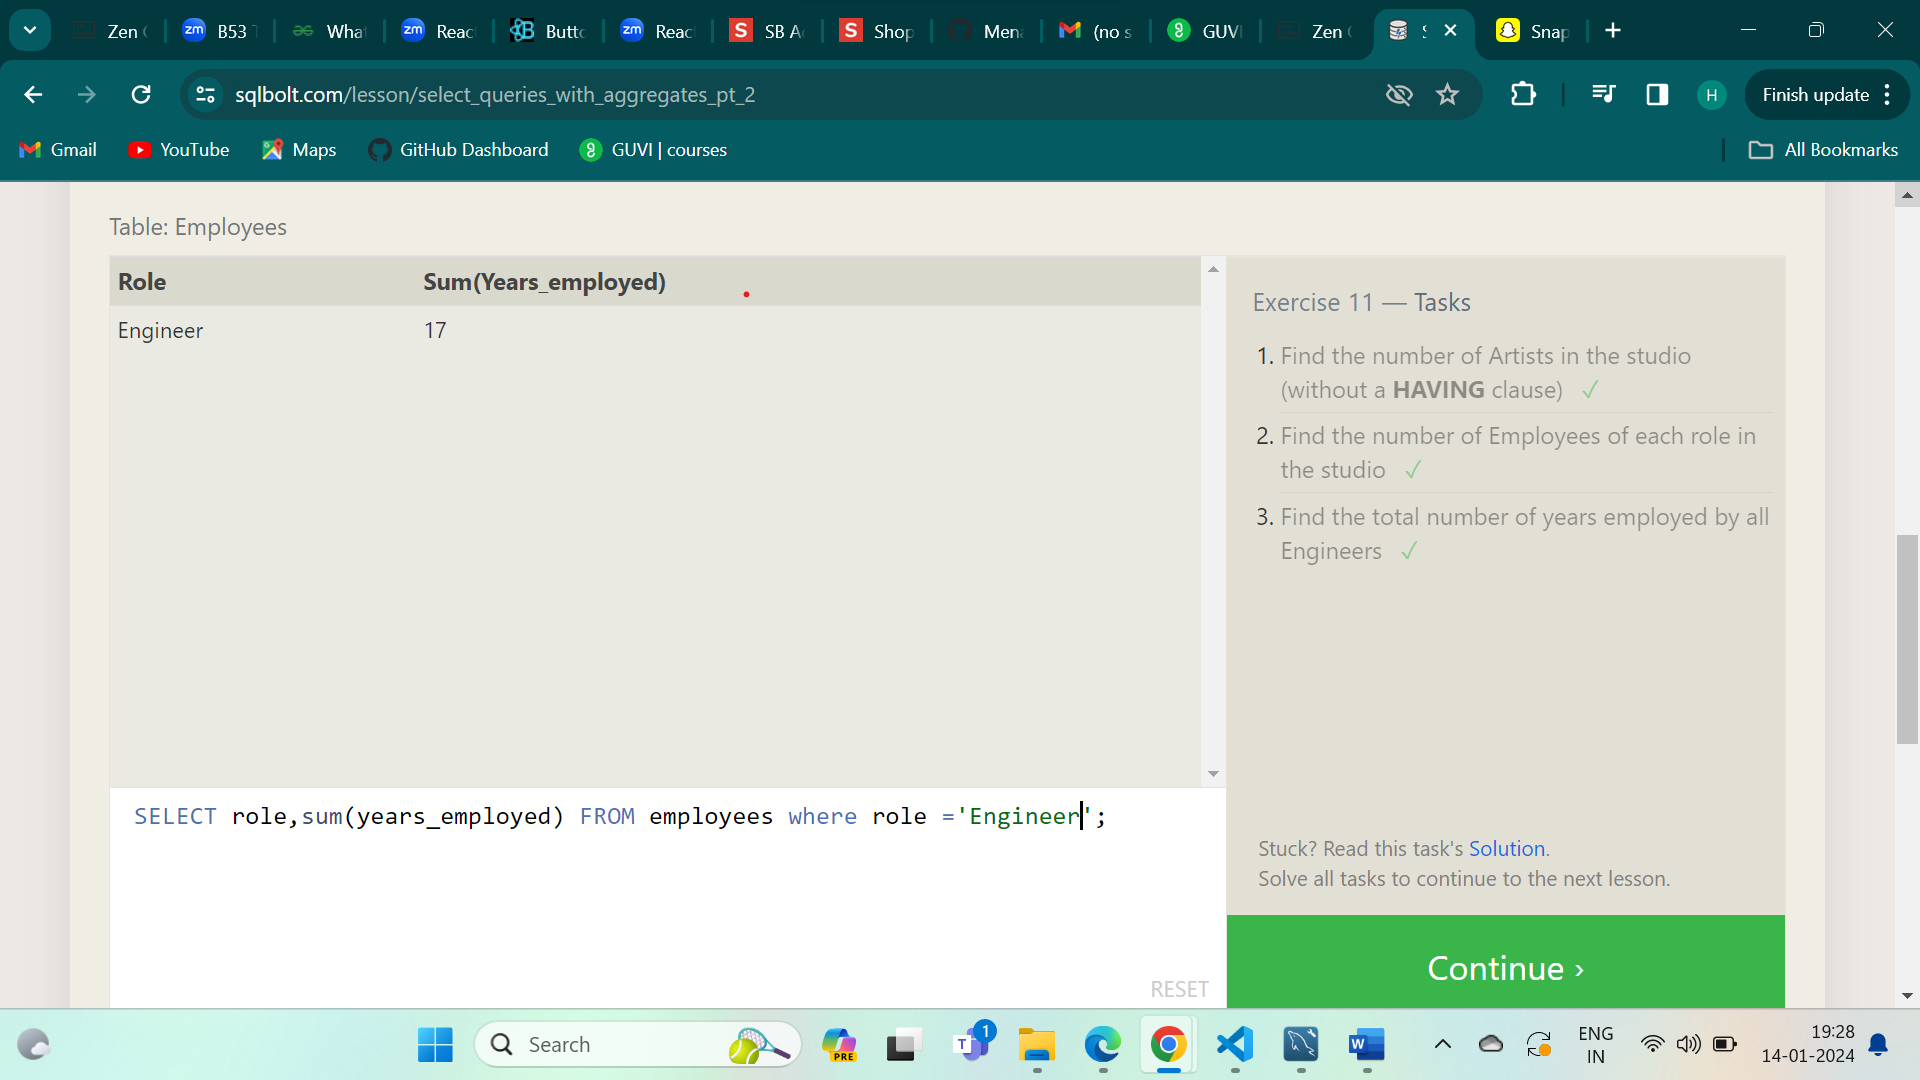 Zen
B53
Wha
Reac
Butto
Reac
SB A
Shop
Men
(no s
GUVI
Zen
S
Snap
sqlbolt.com/lesson/select_queries_with_aggregates_pt_2
H
Finish update
Gmail
YouTube
Maps
GitHub Dashboard
GUVI | courses
All Bookmarks
Table: Employees
Role Sum(Years_employed)
Engineer 17
Exercise 11 — Tasks
1. Find the number of Artists in the studio
(without a HAVING clause) ✓
2. Find the number of Employees of each role in
the studio ✓
3. Find the total number of years employed by all
Engineers ✓
SELECT role,sum(years_employed) FROM employees where role ='Engineer';
RESET
Stuck? Read this task's Solution.
Solve all tasks to continue to the next lesson.
Continue ›
Search
PRE
1
ENG
IN
19:28
14-01-2024